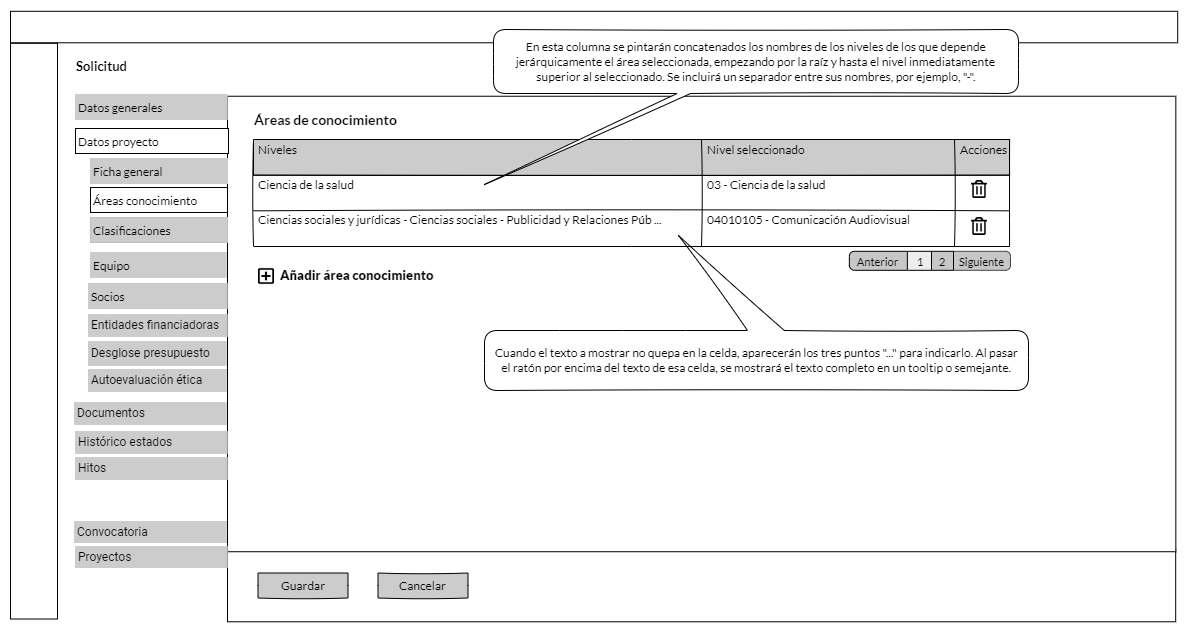 En esta columna se pintarán concatenados los nombres de los niveles de los que depende
jerárquicamente el área seleccionada, empezando por la raíz y hasta el nivel inmediatamente
superior al seleccionado. Se incluirá un separador entre sus nombres, por ejemplo, "-".
Solicitud
Datos generales
Datos proyecto
Ficha general
Áreas conocimiento
Clasificaciones
Equipo
Socios
Entidades financiadoras
Desglose presupuesto
Autoevaluación ética
Documentos
Histórico estados
Hitos
Convocatoria
Proyectos
Áreas de conocimiento
Niveles Nivel seleccionado Acciones
Ciencia de la salud 03 - Ciencia de la salud
Ciencias sociales y jurídicas - Ciencias sociales - Publicidad y Relaciones Púb ... 04010105 - Comunicación Audiovisual
Anterior 1 2 Siguiente
Añadir área conocimiento
Cuando el texto a mostrar no quepa en la celda, aparecerán los tres puntos "..." para indicarlo. Al pasar
el ratón por encima del texto de esa celda, se mostrará el texto completo en un tooltip o semejante.
Guardar Cancelar